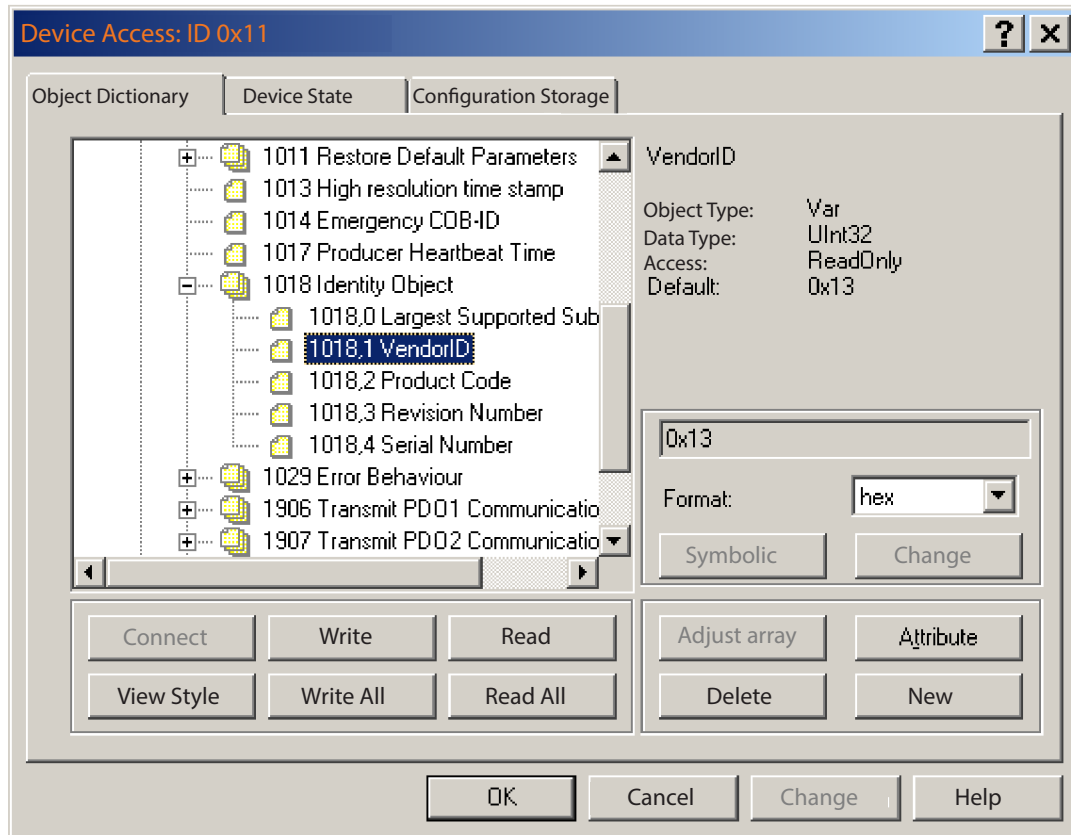 Device Access: ID 0x11
Object Dictionary
Device State
Configuration Storage
1011 Restore Default Parameters
1013 High resolution time stamp
1014 Emergency COB-ID
1017 Producer Heartbeat Time
1018 Identity Object
1018,0 Largest Supported Sub
1018,1 VendorID
1018,2 Product Code
1018,3 Revision Number
1018,4 Serial Number
1029 Error Behaviour
1906 Transmit PDO1 Communicatio
1907 Transmit PDO2 Communicatio
VendorID
Object Type: Var
Data Type: UInt32
Access: ReadOnly
Default: 0x13
0x13
Format: hex
Symbolic Change
Connect Write Read
View Style Write All Read All
Adjust array Attribute
Delete New
OK Cancel Change Help